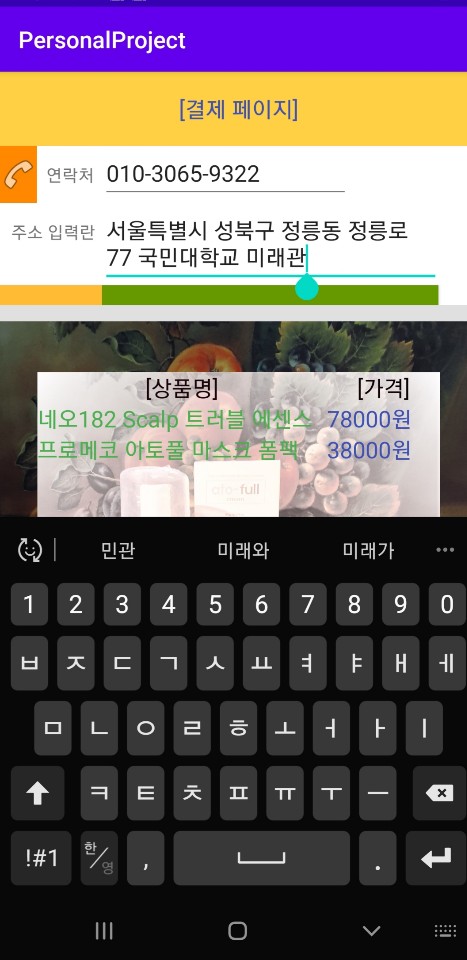 PersonalProject
[결제 페이지]
연락처 010-3065-9322
주소 입력란 서울특별시 성북구 정릉동 정릉로
77 국민대학교 미래관
[상품명] [가격]
네오182 Scalp 트러블 에센스 78000원
프로메코 아토풀 마스크 폼팩 38000원
ato-full
민관 미래와 미래가 •••
1 2 3 4 5 6 7 8 9 0
ㅂ ㅈ ㄷ ㄱ ㅅ ㅛ ㅕ ㅑ ㅐ ㅔ
ㅁ ㄴ ㅇ ㄹ ㅎ ㅗ ㅓ ㅏ ㅣ
ㅋ ㅌ ㅊ ㅍ ㅠ ㅜ ㅡ
!#1 한/영 , .